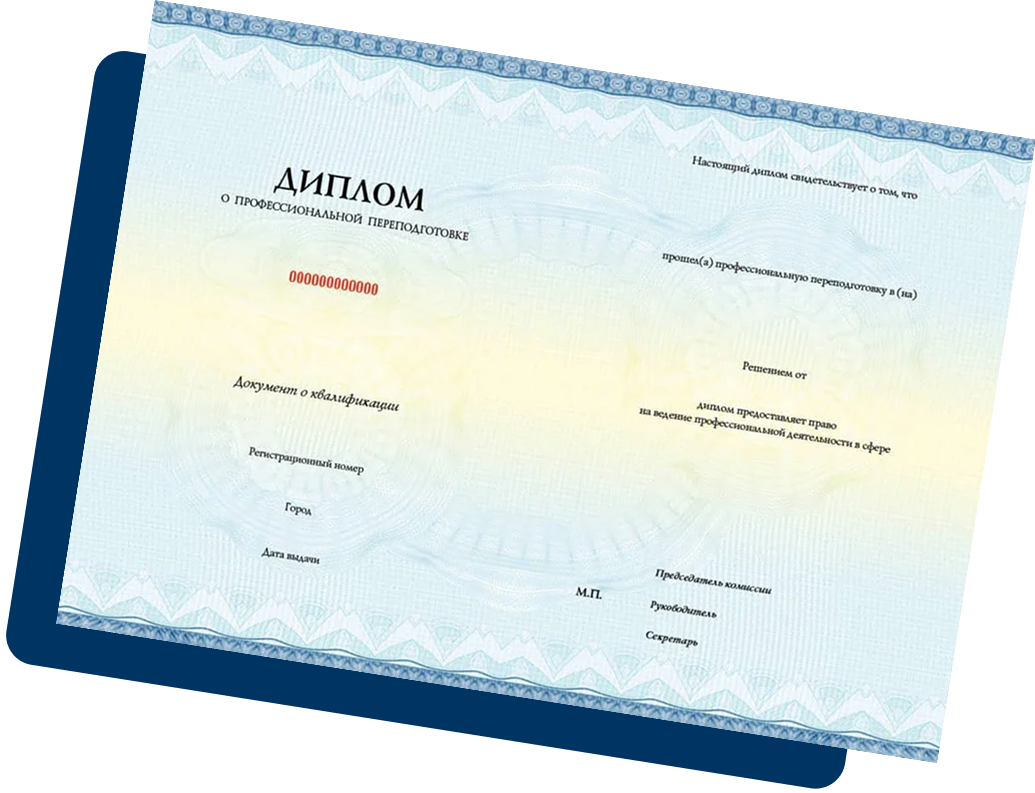 ДИПЛОМ
О ПРОФЕССИОНАЛЬНОЙ ПЕРЕПОДГОТОВКЕ
000000000000
Документ о квалификации
Регистрационный номер
Город
Дата выдачи
Настоящий диплом свидетельствует о том, что
прошел(а) профессиональную переподготовку в (на)
Решением от
диплом предоставляет право
на ведение профессиональной деятельности в сфере
М.П.
Председатель комиссии
Руководитель
Секретарь